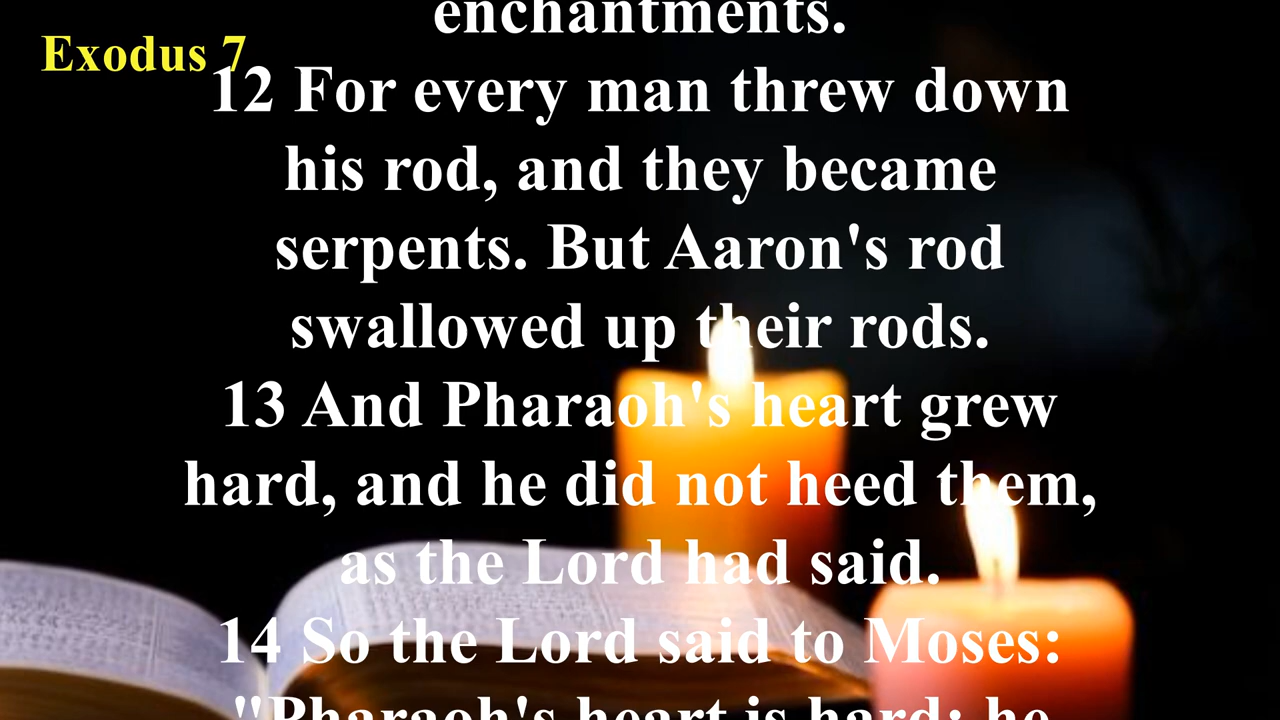 enchantments.
Exodus 7
12 For every man threw down
his rod, and they became
serpents. But Aaron's rod
swallowed up their rods.
13 And Pharaoh's heart grew
hard, and he did not heed them,
as the Lord had said.
14 So the Lord said to Moses:
"Pharaoh's heart is hard; he